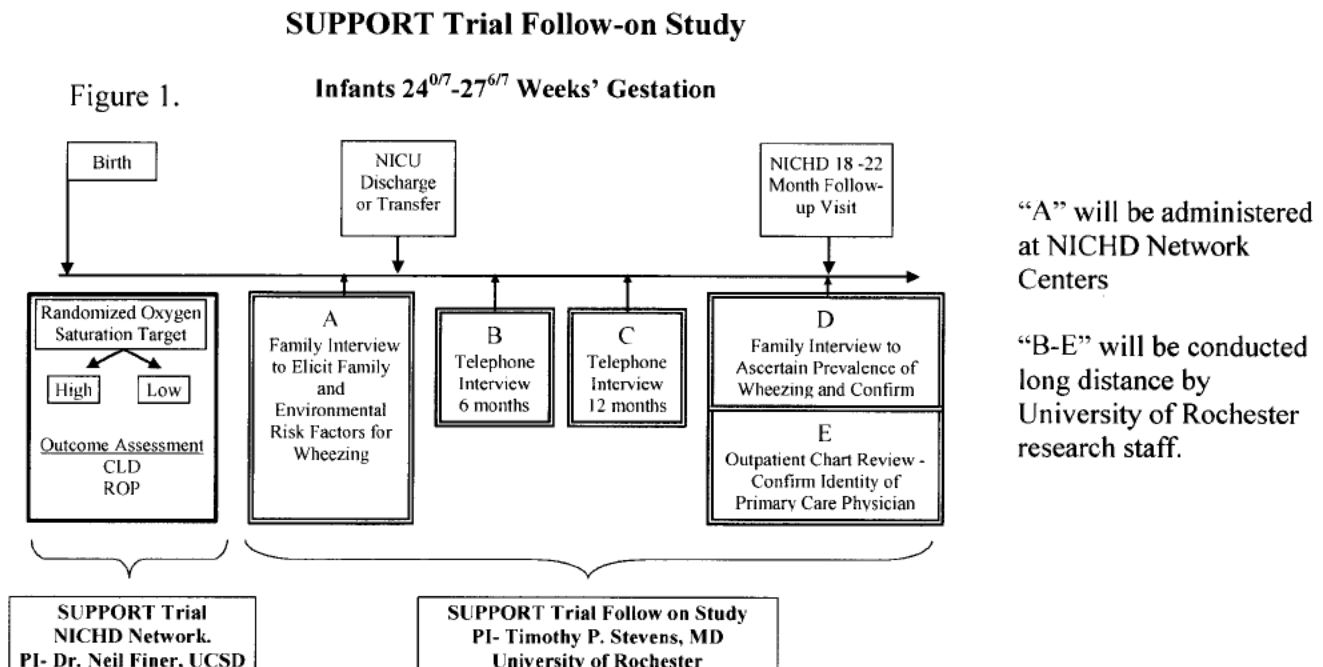 SUPPORT Trial Follow-on Study
Figure 1.
Infants 24^0/7-27^6/7 Weeks' Gestation
Birth
NICU
Discharge
or Transfer
NICHD 18 -22
Month Follow-
up Visit
Randomized Oxygen
Saturation Target
High
Low
Outcome Assessment
CLD
ROP
A
Family Interview
to Elicit Family
and
Environmental
Risk Factors for
Wheezing
B
Telephone
Interview
6 months
C
Telephone
Interview
12 months
D
Family Interview to
Ascertain Prevalence of
Wheezing and Confirm
E
Outpatient Chart Review -
Confirm Identity of
Primary Care Physician
"A" will be administered
at NICHD Network
Centers
"B-E" will be conducted
long distance by
University of Rochester
research staff.
SUPPORT Trial
NICHD Network.
PI- Dr. Neil Finer, UCSD
SUPPORT Trial Follow on Study
PI- Timothy P. Stevens, MD
University of Rochester